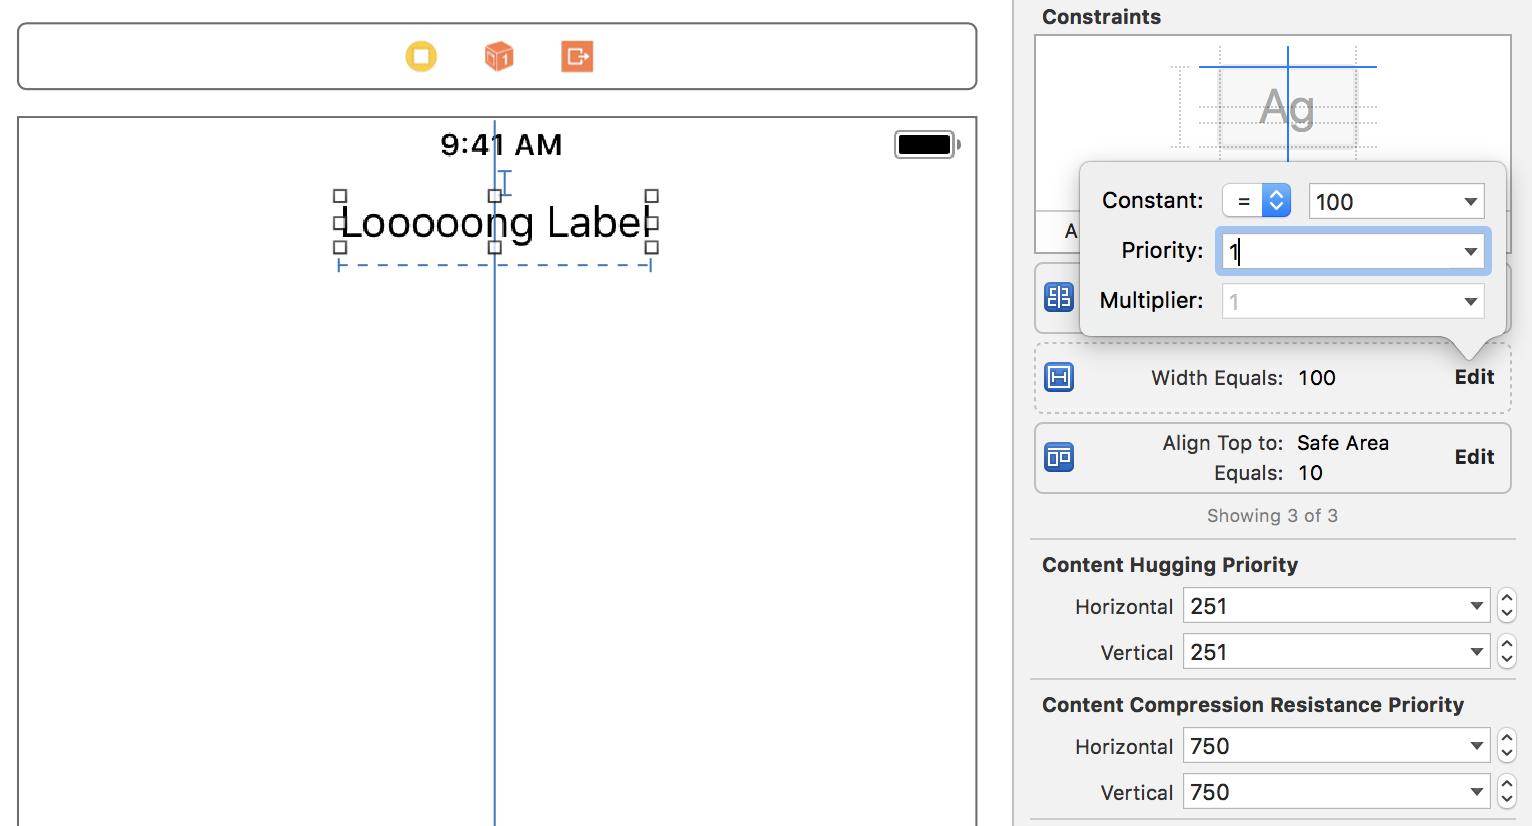 Constraints
1
9:41 AM
Ag
Looooong Label
A
Constant: = 100
Priority: 1
Multiplier: 1
Width Equals: 100 Edit
Align Top to: Safe Area
Equals: 10
Edit
Showing 3 of 3
Content Hugging Priority
Horizontal 251
Vertical 251
Content Compression Resistance Priority
Horizontal 750
Vertical 750